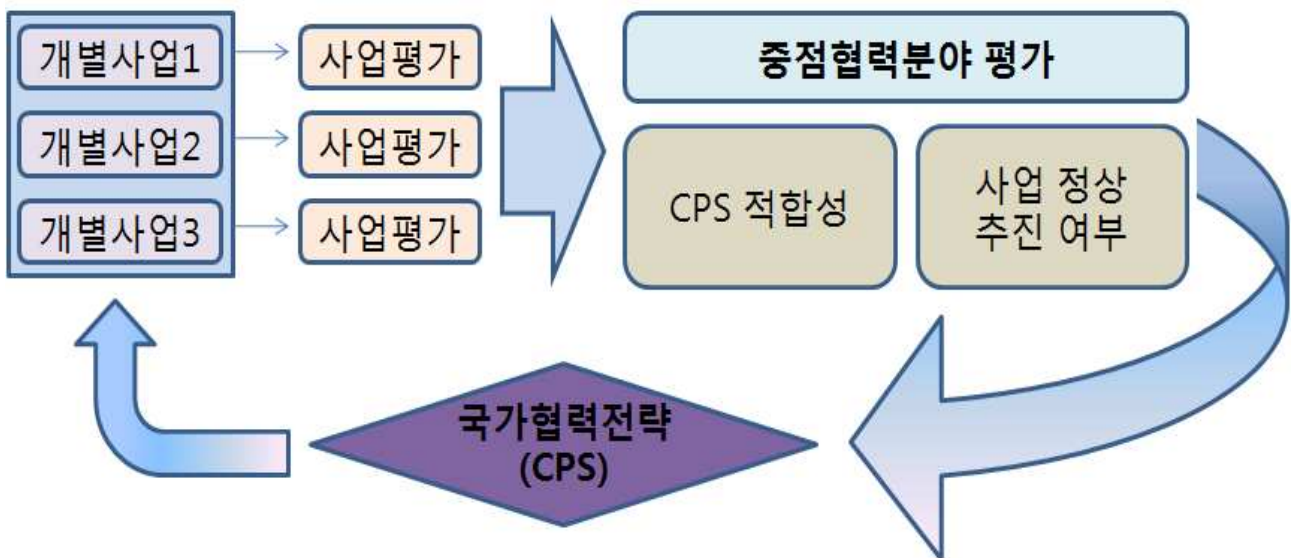 개별사업1
사업평가
개별사업2
사업평가
개별사업3
사업평가
중점협력분야 평가
CPS 적합성
사업 정상
추진 여부
국가협력전략
(CPS)